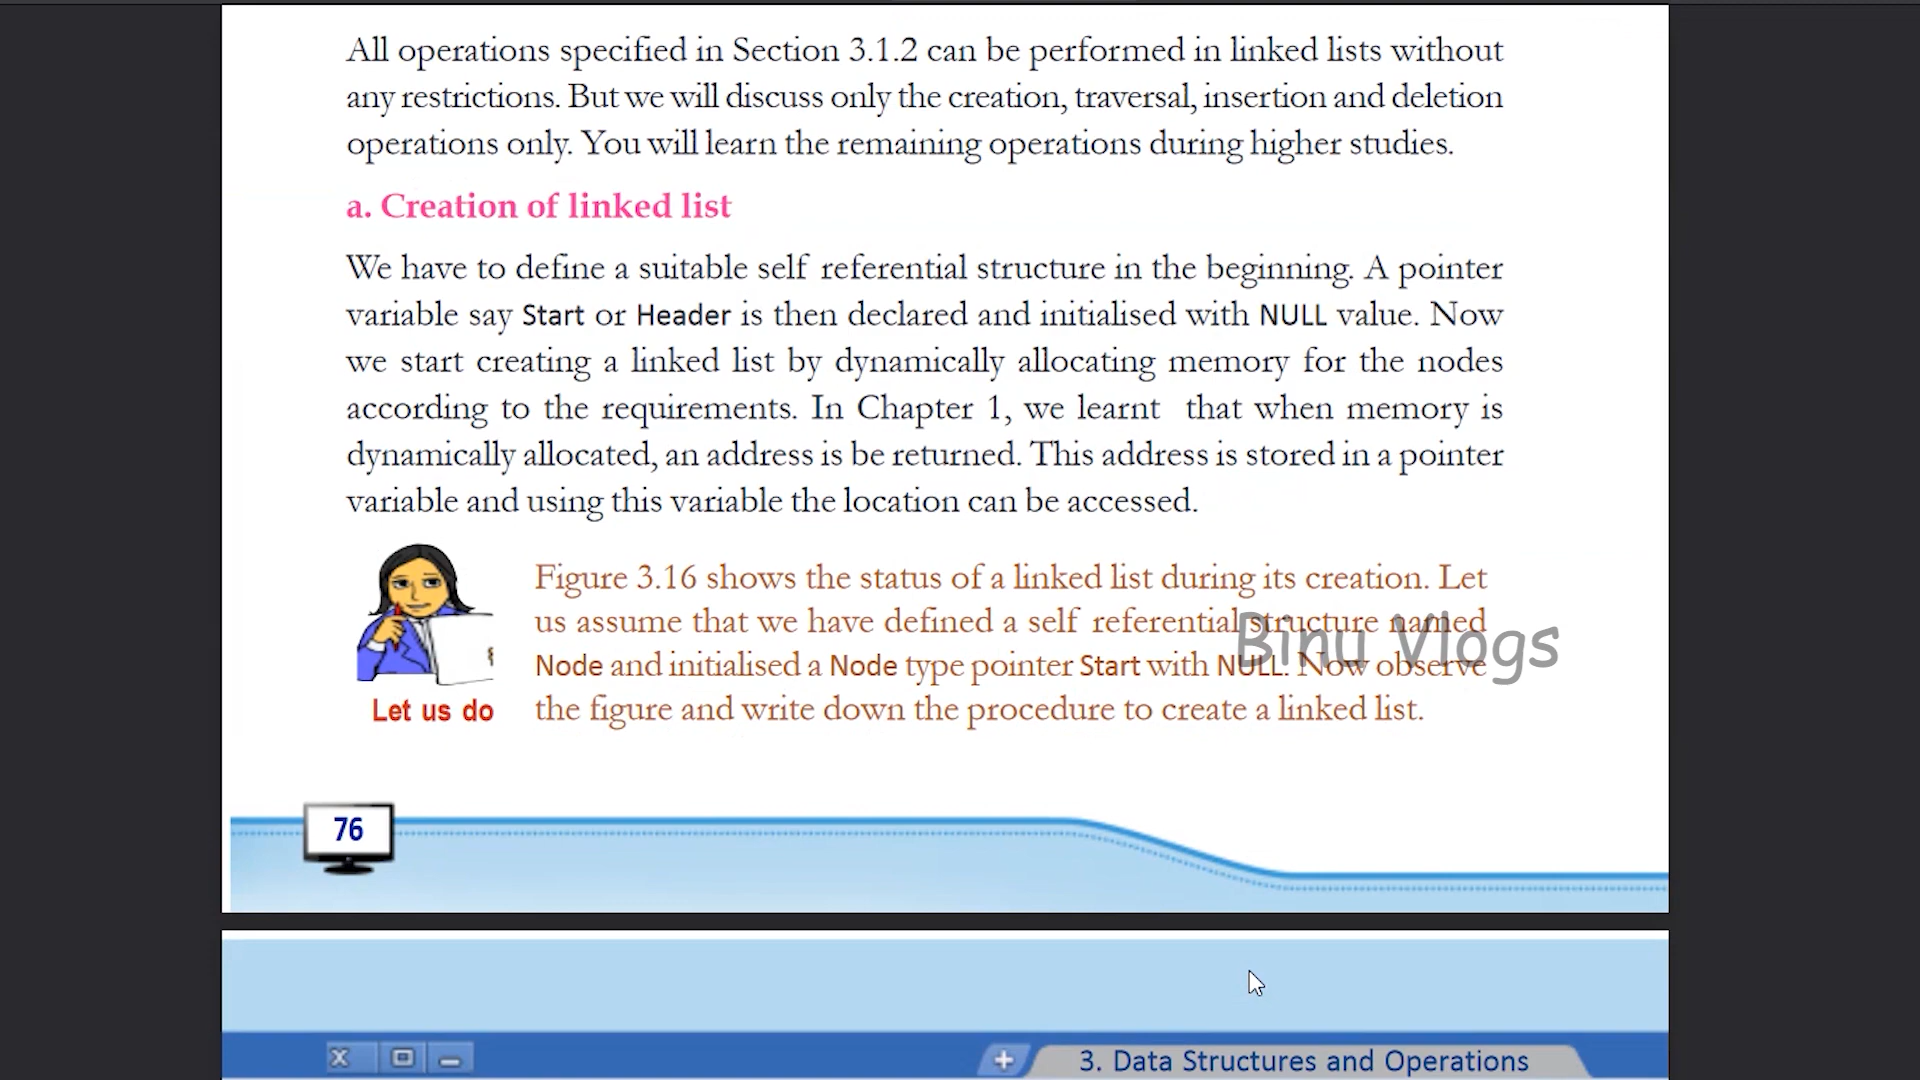 All operations specified in Section 3.1.2 can be performed in linked lists without
any restrictions. But we will discuss only the creation, traversal, insertion and deletion
operations only. You will learn the remaining operations during higher studies.
a. Creation of linked list
We have to define a suitable self referential structure in the beginning. A pointer
variable say Start or Header is then declared and initialised with NULL value. Now
we start creating a linked list by dynamically allocating memory for the nodes
according to the requirements. In Chapter 1, we learnt that when memory is
dynamically allocated, an address is be returned. This address is stored in a pointer
variable and using this variable the location can be accessed.
Figure 3.16 shows the status of a linked list during its creation. Let
us assume that we have defined a self referential structure named
Node and initialised a Node type pointer Start with NULL. Now observe
the figure and write down the procedure to create a linked list.
Let us do
Binu Vlogs
76
3. Data Structures and Operations